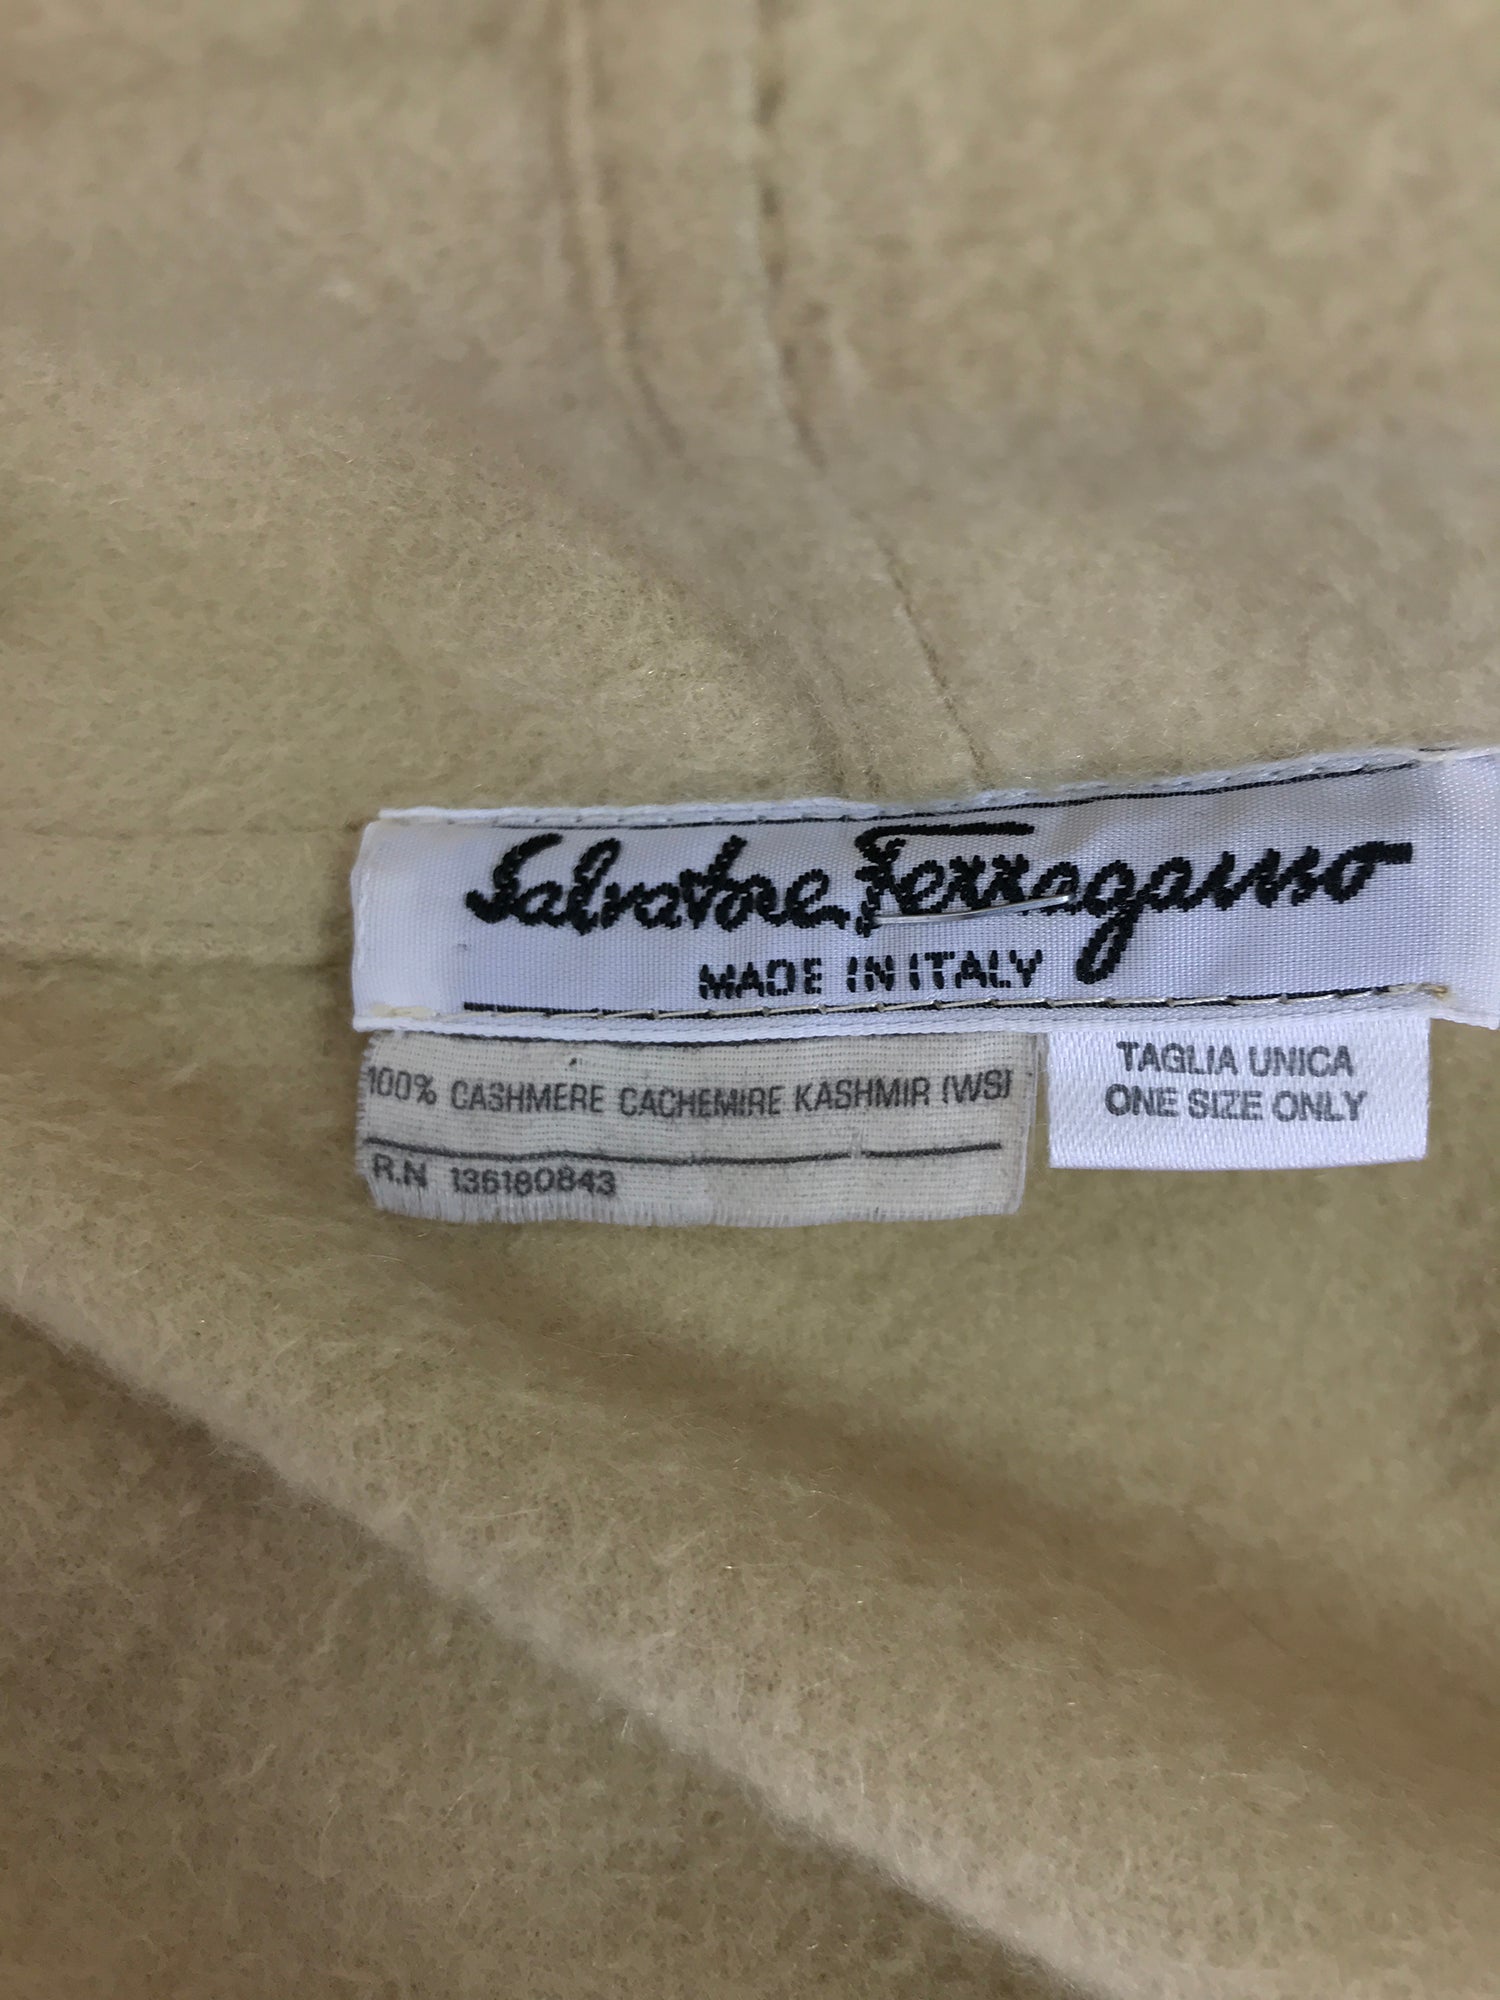 Salvatore Ferragamo
MADE IN ITALY
100% CASHMERE CACHEMIRE KASHMIR (WS)
R.N 136180843
TAGLIA UNICA
ONE SIZE ONLY